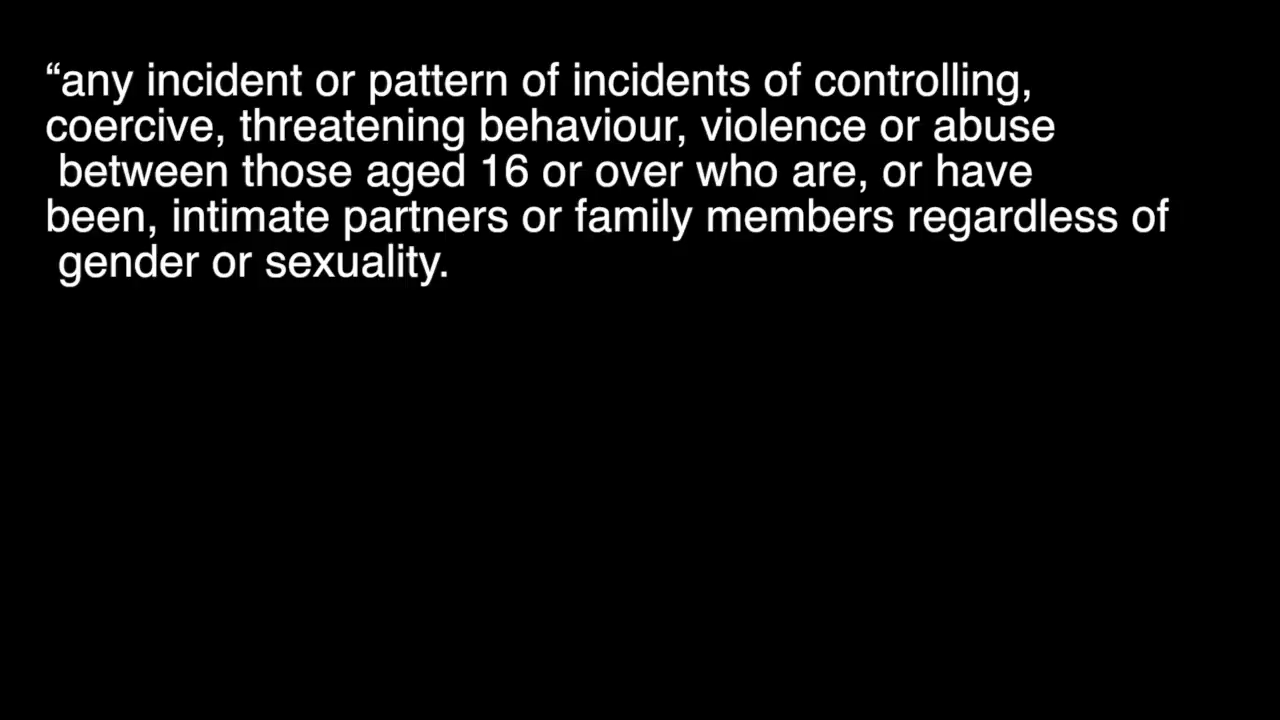 “any incident or pattern of incidents of controlling,
coercive, threatening behaviour, violence or abuse
between those aged 16 or over who are, or have
been, intimate partners or family members regardless of
gender or sexuality.